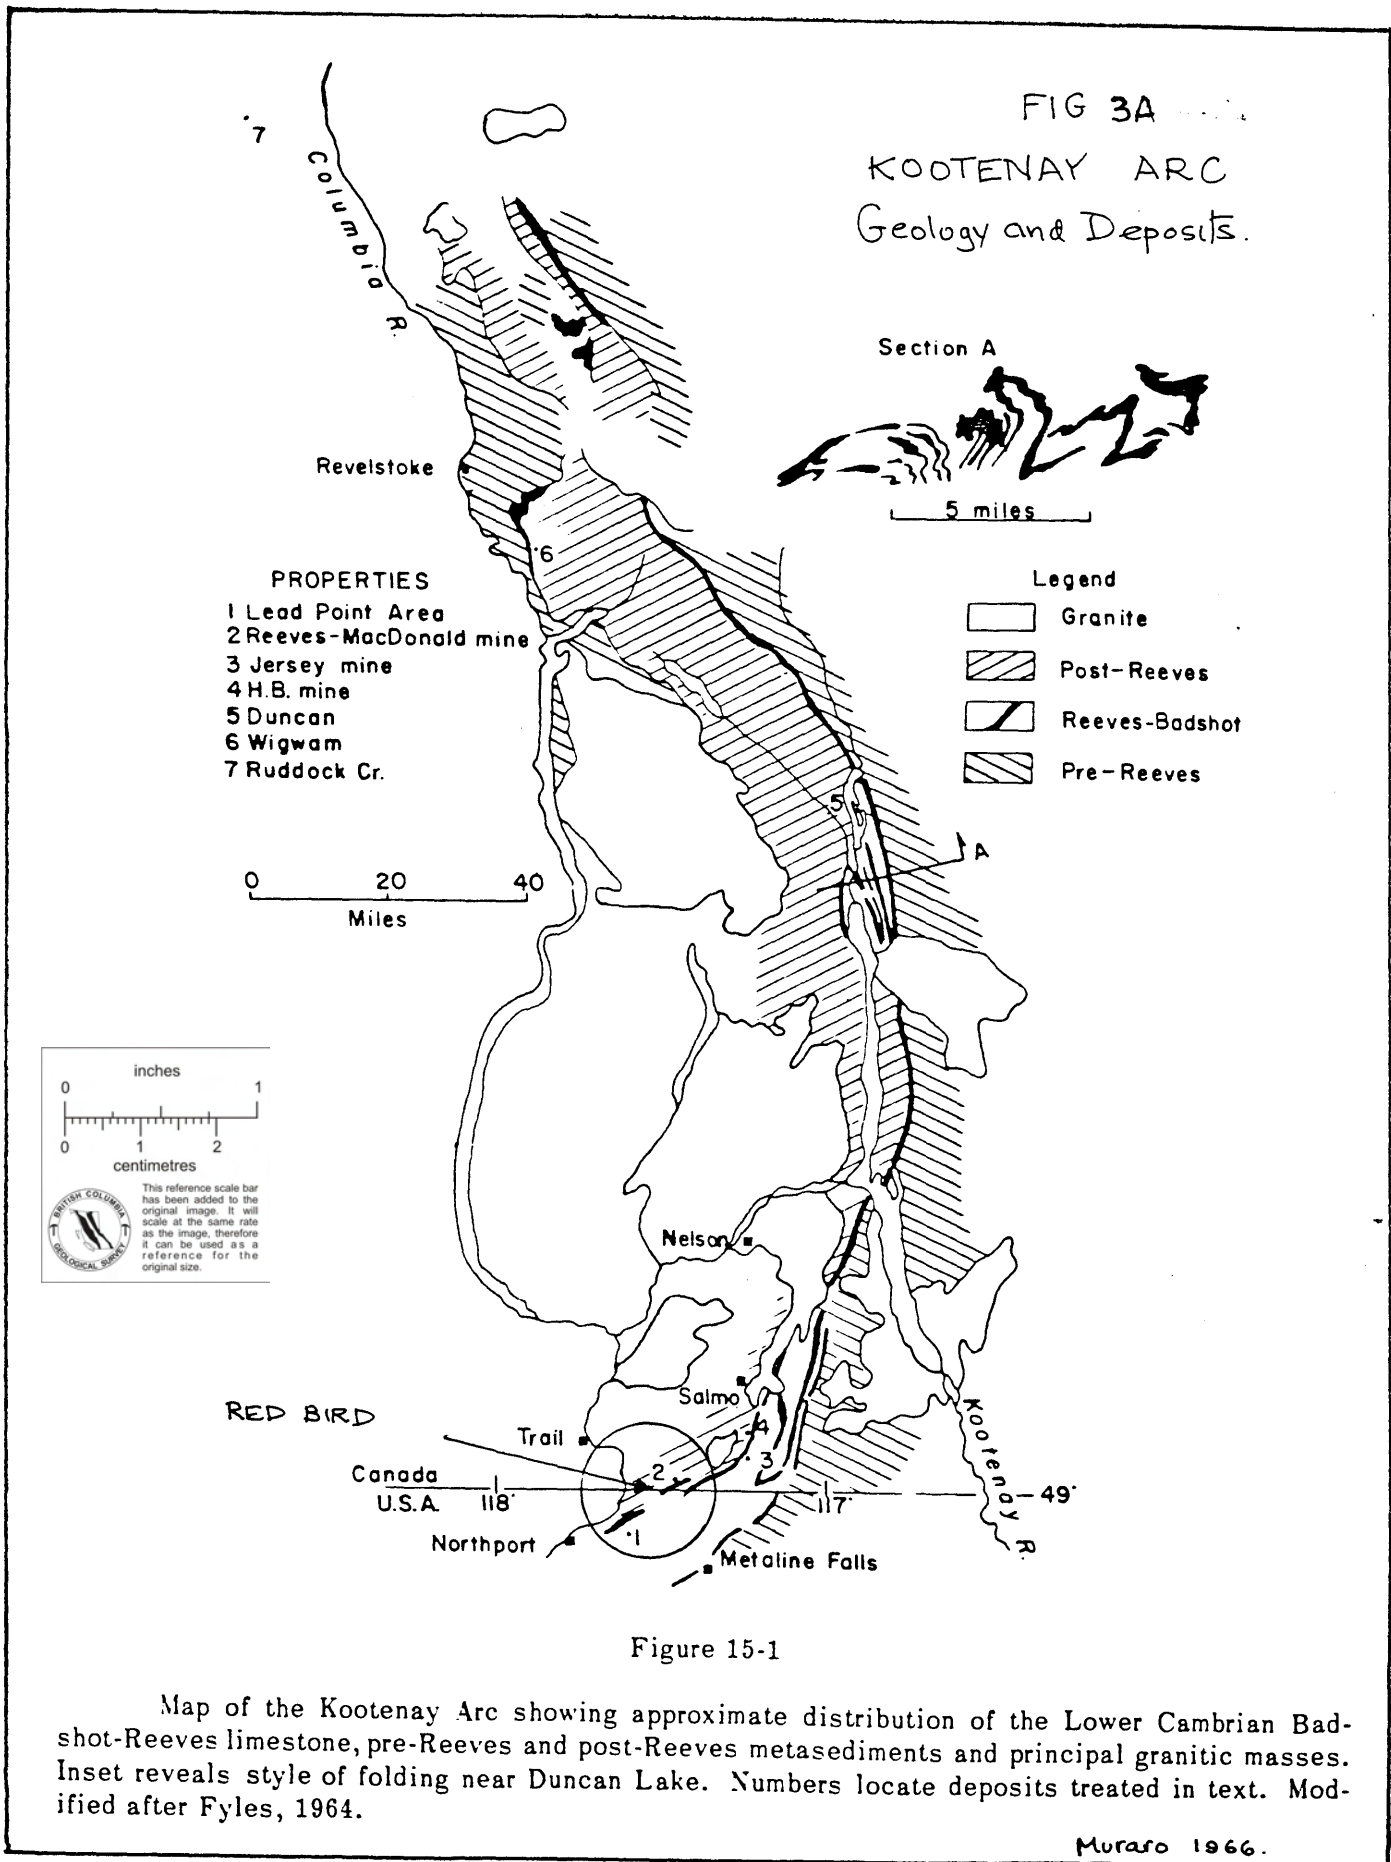 FIG 3A
KOOTENAY ARC
Geology and Deposits.
7
Columbia R.
Section A
5 miles
Revelstoke
6
PROPERTIES
1 Lead Point Area
2 Reeves-MacDonald mine
3 Jersey mine
4 H.B. mine
5 Duncan
6 Wigwam
7 Ruddock Cr.
Legend
Granite
Post-Reeves
Reeves-Badshot
Pre-Reeves
5
A
0 20 40
Miles
inches
0 1
0 1 2
centimetres
BRITISH COLUMBIA
GEOLOGICAL SURVEY
This reference scale bar
has been added to the
original image. It will
scale at the same rate
as the image, therefore
it can be used as a
reference for the
original size.
Nelson
Salmo
RED BIRD
Trail
4
3
2
Canada
U.S.A. 118° 117° 49°
Kootenay R.
Northport
1
Metaline Falls
Figure 15-1
Map of the Kootenay Arc showing approximate distribution of the Lower Cambrian Bad-
shot-Reeves limestone, pre-Reeves and post-Reeves metasediments and principal granitic masses.
Inset reveals style of folding near Duncan Lake. Numbers locate deposits treated in text. Mod-
ified after Fyles, 1964.
Muraro 1966.